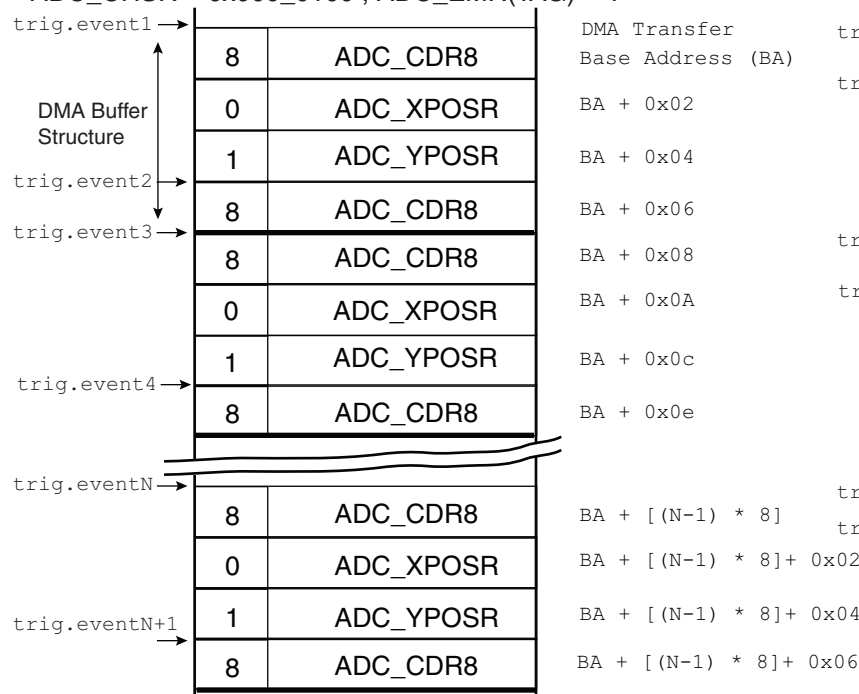 trig.event1
8 ADC_CDR8 DMA Transfer Base Address (BA)
DMA Buffer Structure
0 ADC_XPOSR BA + 0x02
1 ADC_YPOSR BA + 0x04
trig.event2
8 ADC_CDR8 BA + 0x06
trig.event3
8 ADC_CDR8 BA + 0x08
0 ADC_XPOSR BA + 0x0A
1 ADC_YPOSR BA + 0x0c
trig.event4
8 ADC_CDR8 BA + 0x0e
trig.eventN
8 ADC_CDR8 BA + [(N-1) * 8]
0 ADC_XPOSR BA + [(N-1) * 8]+ 0x02
1 ADC_YPOSR BA + [(N-1) * 8]+ 0x04
trig.eventN+1
8 ADC_CDR8 BA + [(N-1) * 8]+ 0x06